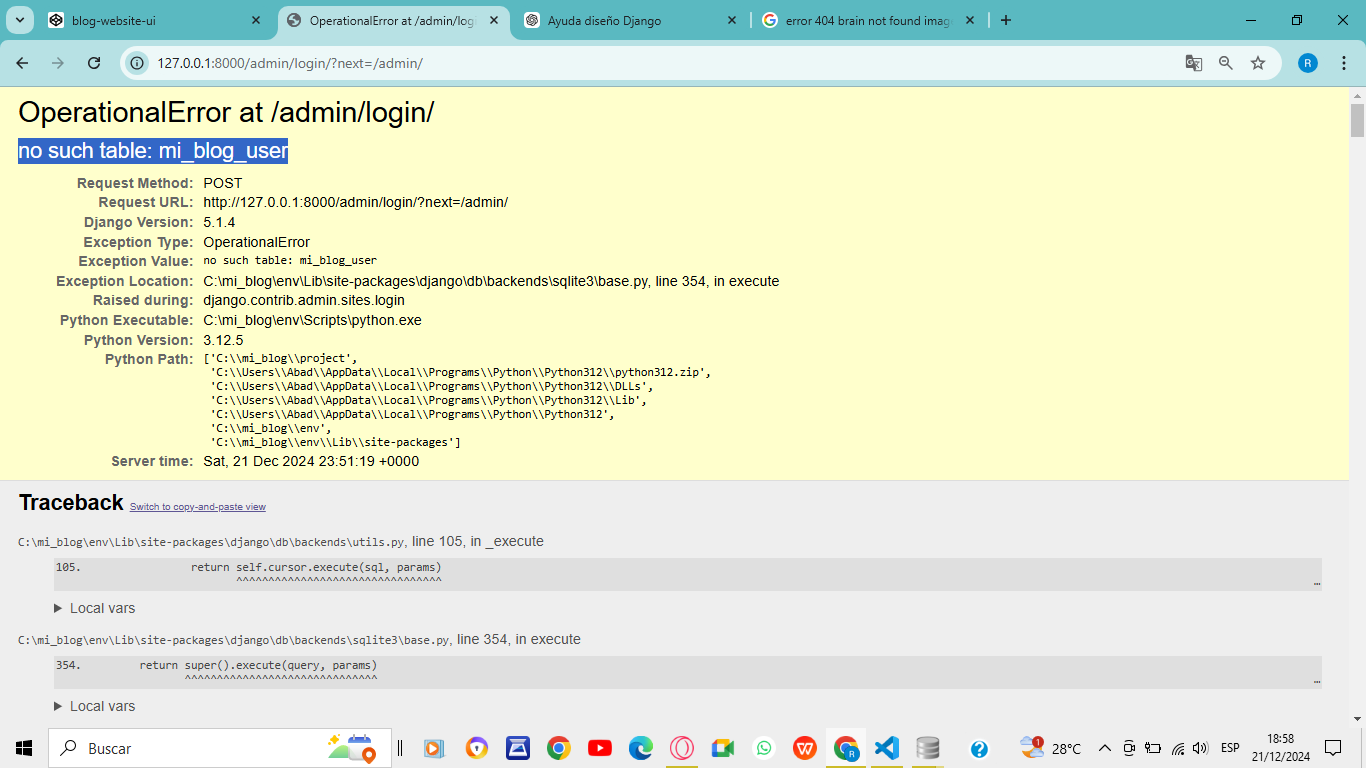 blog-website-ui
OperationalError at /admin/logi
Ayuda diseño Django
error 404 brain not found imag
127.0.0.1:8000/admin/login/?next=/admin/
R
OperationalError at /admin/login/
no such table: mi_blog_user
Request Method: POST
Request URL: http://127.0.0.1:8000/admin/login/?next=/admin/
Django Version: 5.1.4
Exception Type: OperationalError
Exception Value: no such table: mi_blog_user
Exception Location: C:\mi_blog\env\Lib\site-packages\django\db\backends\sqlite3\base.py, line 354, in execute
Raised during: django.contrib.admin.sites.login
Python Executable: C:\mi_blog\env\Scripts\python.exe
Python Version: 3.12.5
Python Path: ['C:\\mi_blog\\project',
'C:\\Users\\Abad\\AppData\\Local\\Programs\\Python\\Python312\\python312.zip',
'C:\\Users\\Abad\\AppData\\Local\\Programs\\Python\\Python312\\DLLs',
'C:\\Users\\Abad\\AppData\\Local\\Programs\\Python\\Python312\\Lib',
'C:\\Users\\Abad\\AppData\\Local\\Programs\\Python\\Python312',
'C:\\mi_blog\\env',
'C:\\mi_blog\\env\\Lib\\site-packages']
Server time: Sat, 21 Dec 2024 23:51:19 +0000
Traceback Switch to copy-and-paste view
C:\mi_blog\env\Lib\site-packages\django\db\backends\utils.py, line 105, in _execute
105. return self.cursor.execute(sql, params)
^^^^^^^^^^^^^^^^^^^^^^^^^^^^^^^^
…
Local vars
C:\mi_blog\env\Lib\site-packages\django\db\backends\sqlite3\base.py, line 354, in execute
354. return super().execute(query, params)
^^^^^^^^^^^^^^^^^^^^^^^^^^^^^^
…
Local vars
Buscar
R
1
28°C
ESP
18:58
21/12/2024